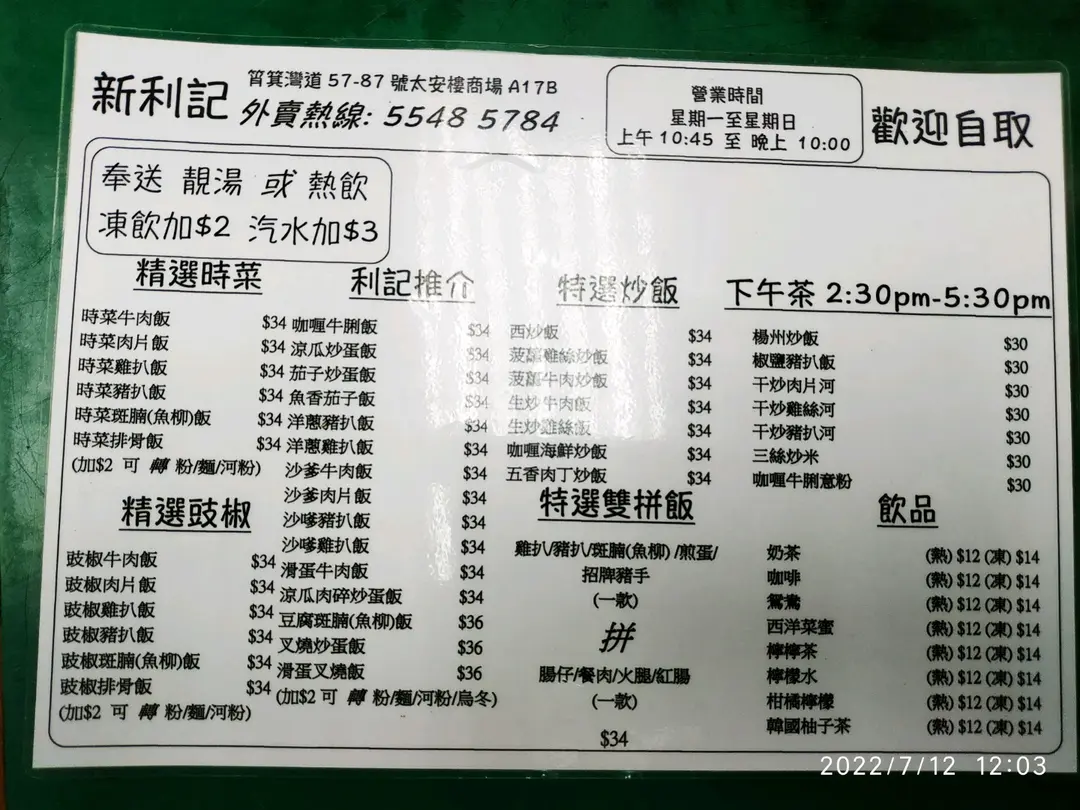 新利記
筲箕灣道 57-87 號太安樓商場 A17B
外賣熱線: 5548 5784
營業時間
星期一至星期日
上午 10:45 至 晚上 10:00
歡迎自取
奉送 靚湯 或 熱飲
凍飲加$2 汽水加$3
精選時菜
時菜牛肉飯 $34
時菜肉片飯 $34
時菜雞扒飯 $34
時菜豬扒飯 $34
時菜斑腩(魚柳)飯 $34
時菜排骨飯 $34
(加$2 可 轉 粉/麵/河粉)
精選豉椒
豉椒牛肉飯 $34
豉椒肉片飯 $34
豉椒雞扒飯 $34
豉椒豬扒飯 $34
豉椒斑腩(魚柳)飯 $34
豉椒排骨飯 $34
(加$2 可 轉 粉/麵/河粉)
利記推介
咖喱牛脷飯 $34
涼瓜炒蛋飯 $34
茄子炒蛋飯 $34
魚香茄子飯 $34
洋蔥豬扒飯 $34
洋蔥雞扒飯 $34
沙爹牛肉飯 $34
沙爹肉片飯 $34
沙嗲豬扒飯 $34
沙嗲雞扒飯 $34
滑蛋牛肉飯 $34
涼瓜肉碎炒蛋飯 $34
豆腐斑腩(魚柳)飯 $36
叉燒炒蛋飯 $36
滑蛋叉燒飯 $36
(加$2 可 轉 粉/麵/河粉/烏冬)
特選炒飯
西炒飯 $34
菠蘿雞絲炒飯 $34
菠蘿牛肉炒飯 $34
生炒牛肉飯 $34
生炒雞絲飯 $34
咖喱海鮮炒飯 $34
五香肉丁炒飯 $34
特選雙拼飯
雞扒/豬扒/斑腩(魚柳) /煎蛋/
招牌豬手
(一款)
拼
腸仔/餐肉/火腿/紅腸
(一款)
$34
下午茶 2:30pm-5:30pm
楊州炒飯 $30
椒鹽豬扒飯 $30
干炒肉片河 $30
干炒雞絲河 $30
干炒豬扒河 $30
三絲炒米 $30
咖喱牛脷意粉 $30
飲品
奶茶 (熱) $12 (凍) $14
咖啡 (熱) $12 (凍) $14
鴛鴦 (熱) $12 (凍) $14
西洋菜蜜 (熱) $12 (凍) $14
檸檬茶 (熱) $12 (凍) $14
檸檬水 (熱) $12 (凍) $14
柑橘檸檬 (熱) $12 (凍) $14
韓國柚子茶 (熱) $12 (凍) $14
2022/7/12 12:03